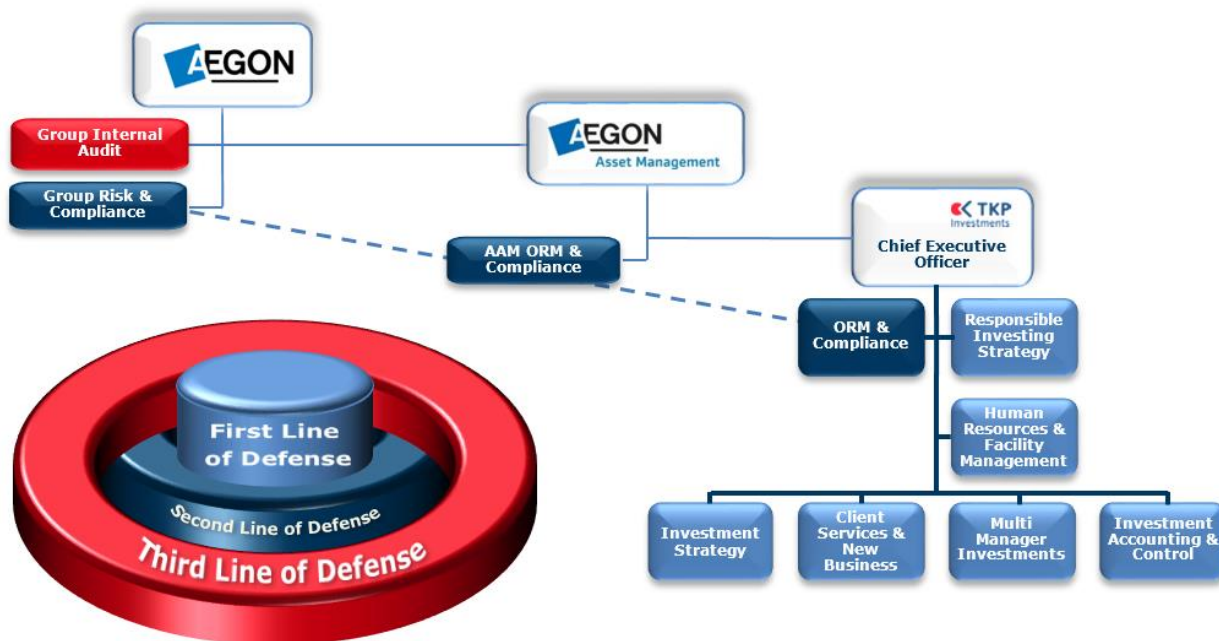 AEGON
Group Internal
Audit
Group Risk &
Compliance
AEGON
Asset Management
AAM ORM &
Compliance
TKP
Investments
Chief Executive
Officer
ORM &
Compliance
Responsible
Investing
Strategy
Human
Resources &
Facility
Management
Investment
Strategy
Client
Services &
New
Business
Multi
Manager
Investments
Investment
Accounting &
Control
First Line
of Defense
Second Line of Defense
Third Line of Defense